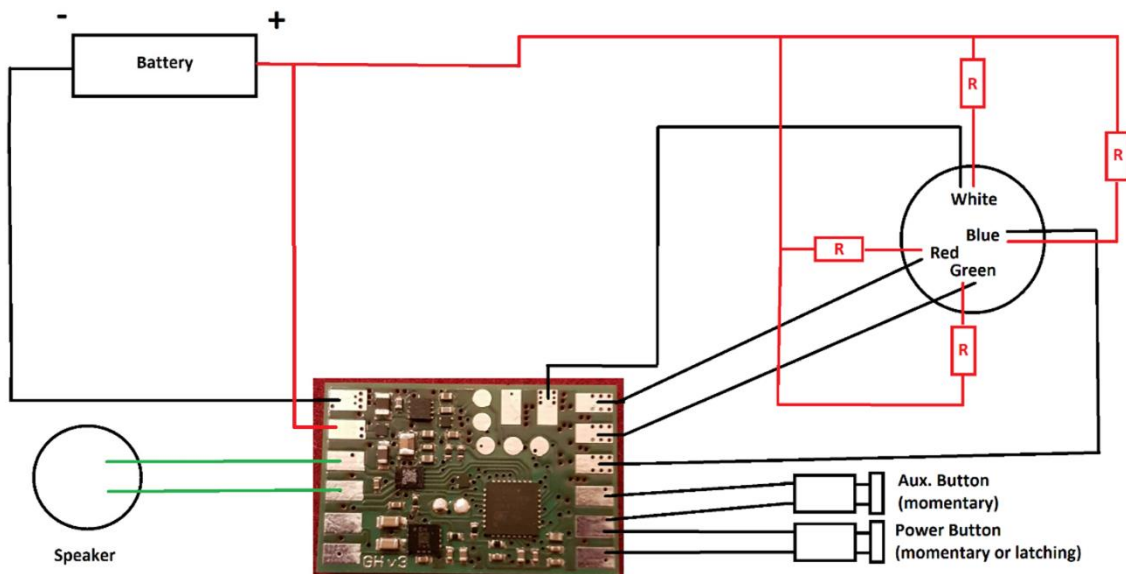 - +
Battery
R
R
White
Blue
R
Red
Green
R
Aux. Button
(momentary)
Power Button
(momentary or latching)
Speaker
GH v3